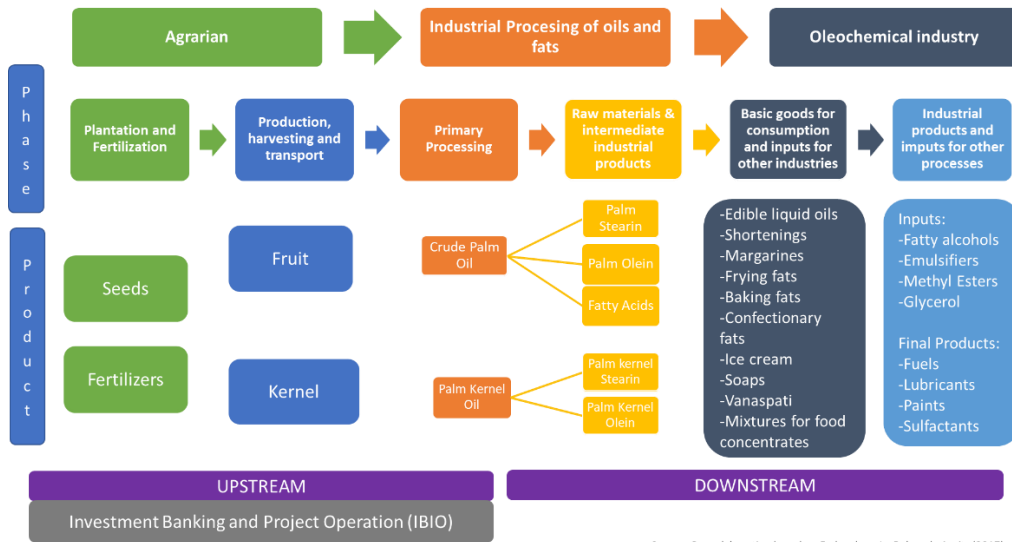 Agrarian
Industrial Procesing of oils and
fats
Oleochemical industry
Phase
Plantation and
Fertilization
Production,
harvesting and
transport
Primary
Processing
Raw materials &
intermediate
industrial
products
Basic goods for
consumption
and inputs for
other industries
Industrial
products and
imputs for other
processes
Product
Seeds
Fertilizers
Fruit
Kernel
Crude Palm
Oil
Palm
Stearin
Palm Olein
Fatty Acids
Palm Kernel
Oil
Palm kernel
Stearin
Palm Kernel
Olein
-Edible liquid oils
-Shortenings
-Margarines
-Frying fats
-Baking fats
-Confectionary
fats
-Ice cream
-Soaps
-Vanaspati
-Mixtures for food
concentrates
Inputs:
-Fatty alcohols
-Emulsifiers
-Methyl Esters
-Glycerol
Final Products:
-Fuels
-Lubricants
-Paints
-Sulfactants
UPSTREAM
DOWNSTREAM
Investment Banking and Project Operation (IBIO)